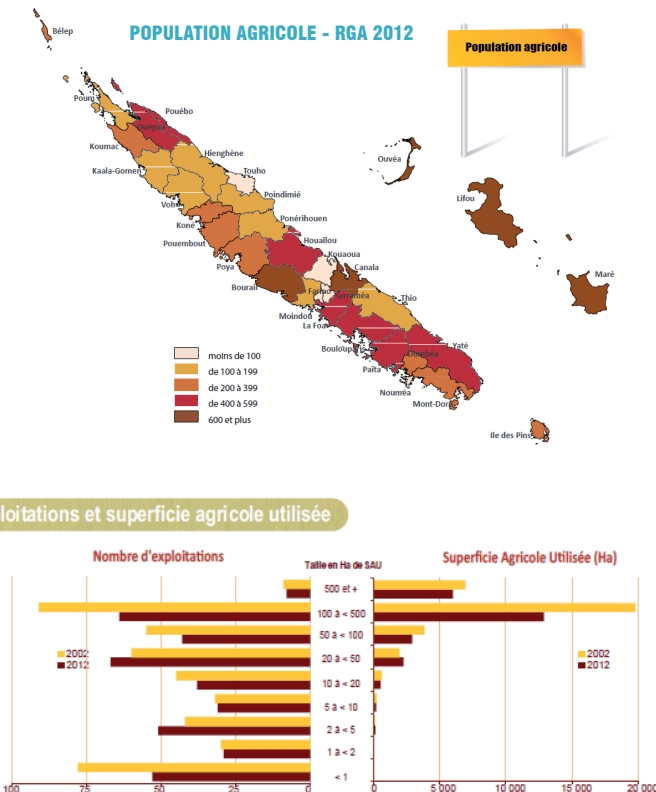 POPULATION AGRICOLE - RGA 2012
Population agricole
Bélep
Poum
Pouébo
Ouégoa
Koumac
Hienghène
Kaala-Gomen
Touho
Ouvéa
Poindimié
Lifou
Voh
Koné
Ponérihouen
Pouembout
Houaïlou
Poya
Kouaoua
Canala
Maré
Bourail
Farino
Sarraméa
Thio
Moindou
La Foa
Boulouparis
Yaté
Dumbéa
Païta
Nouméa
Mont-Dore
Ile des Pins
moins de 100
de 100 à 199
de 200 à 399
de 400 à 599
600 et plus
loitations et superficie agricole utilisée
Nombre d'exploitations
Taille en Ha de SAU
Superficie Agricole Utilisée (Ha)
500 et +
100 à < 500
50 à < 100
20 à < 50
10 à < 20
5 à < 10
2 à < 5
1 à < 2
< 1
2002
2012
2002
2012
100 75 50 25 0
0 5 000 10 000 15 000 20 000